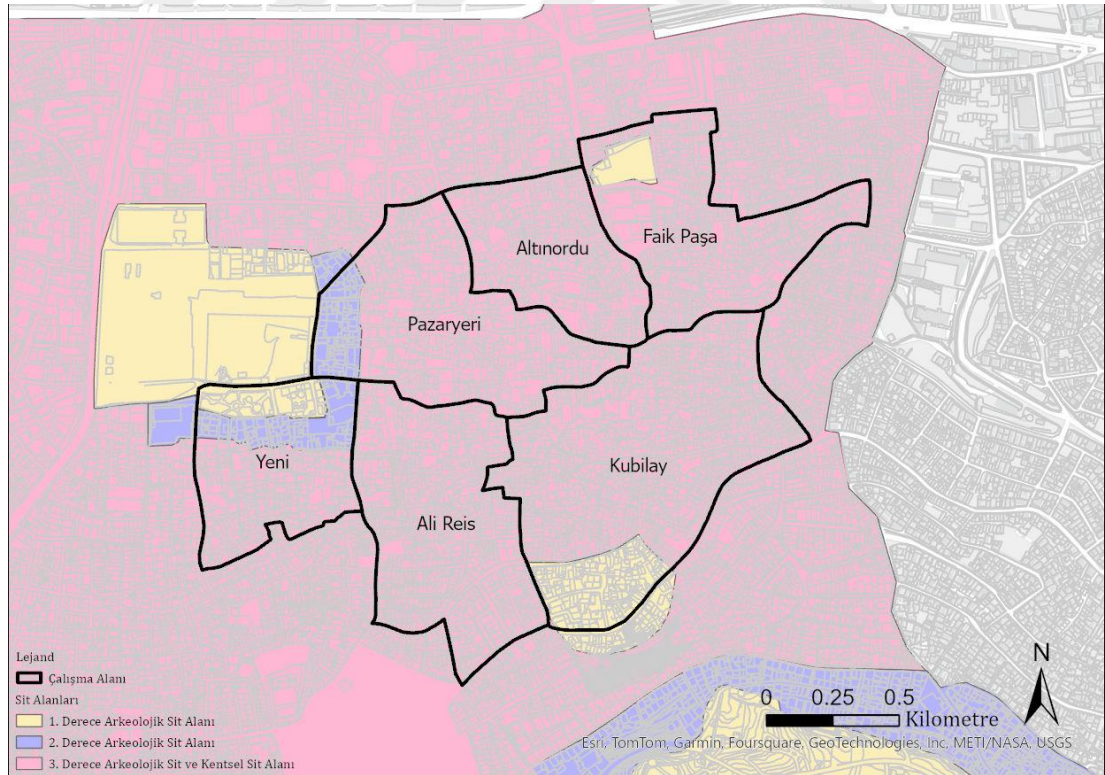 Faik Paşa
Altınordu
Pazaryeri
Yeni
Kubilay
Ali Reis
Lejand
Çalışma Alanı
Sit Alanları
1. Derece Arkeolojik Sit Alanı
2. Derece Arkeolojik Sit Alanı
3. Derece Arkeolojik Sit ve Kentsel Sit Alanı
N
0 0.25 0.5
Kilometre
Esri, TomTom, Garmin, Foursquare, GeoTechnologies, Inc, METI/NASA, USGS